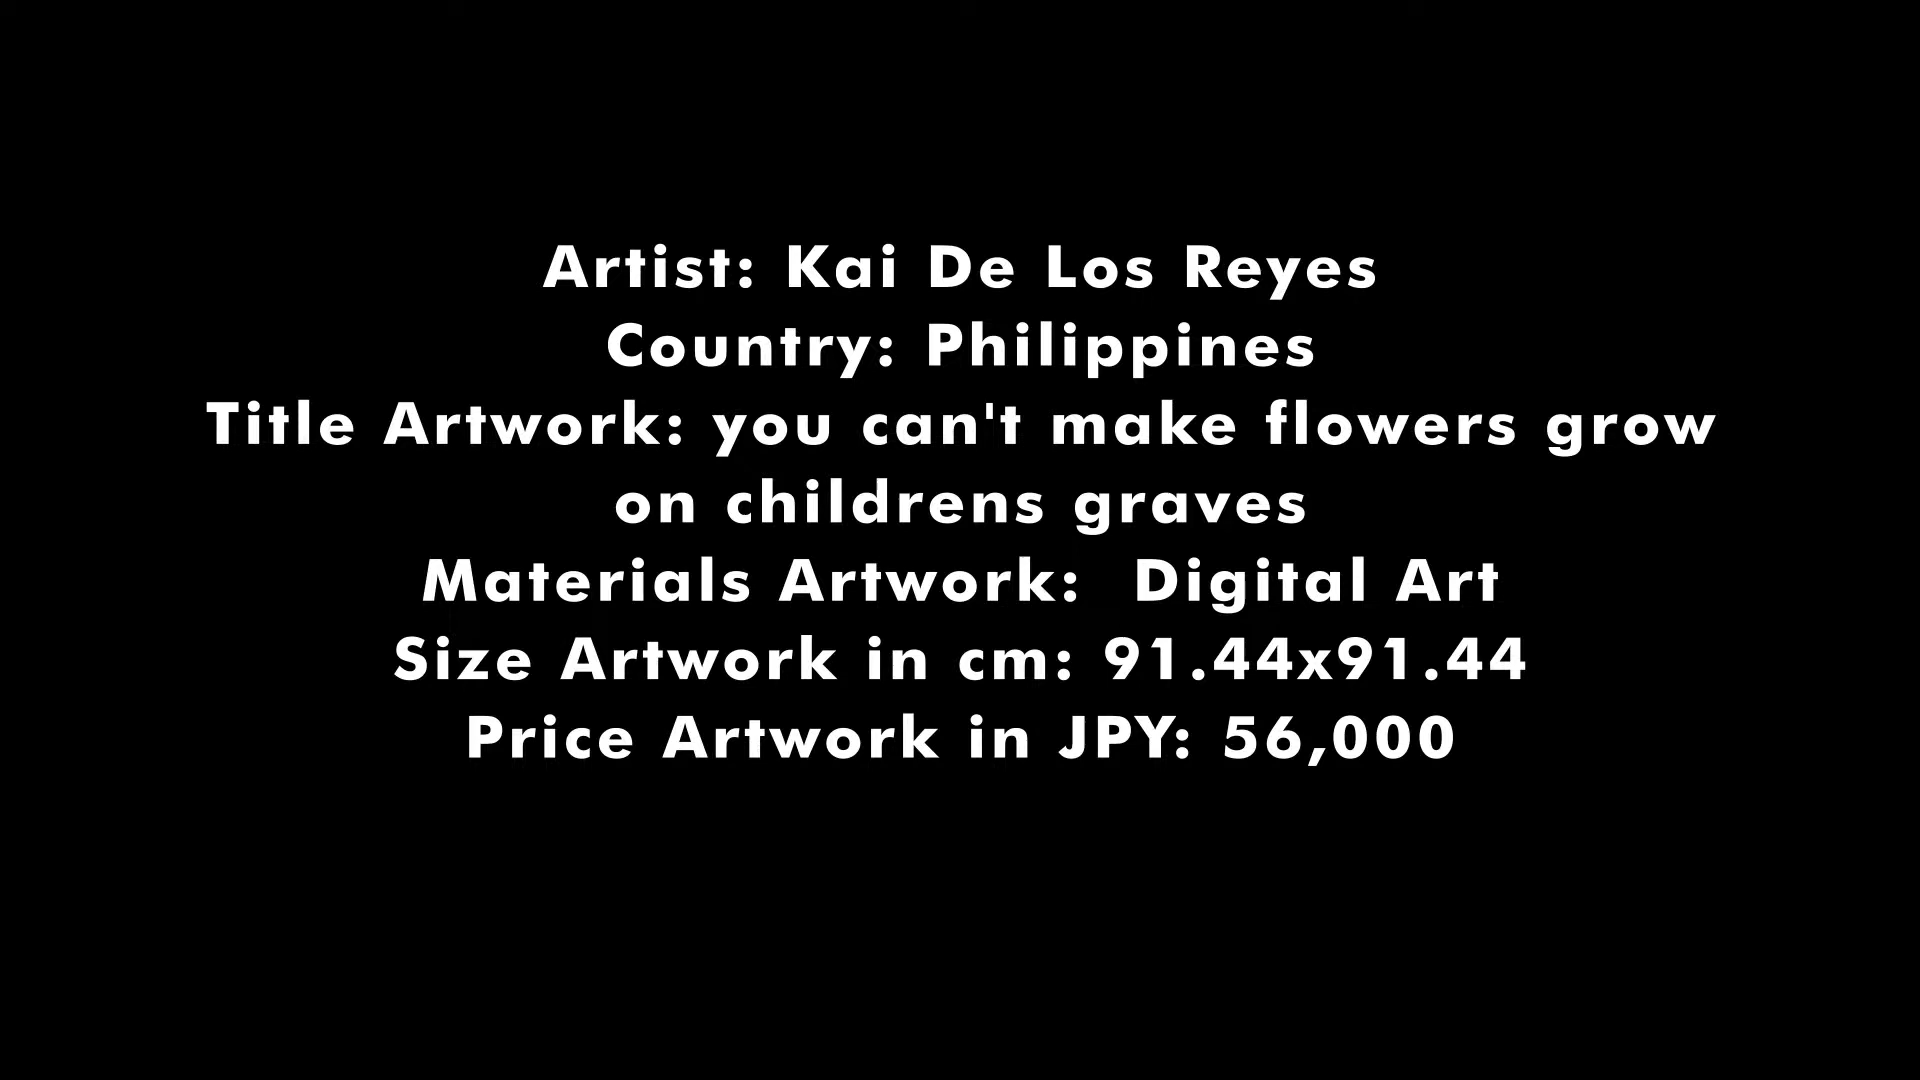 Artist: Kai De Los Reyes
Country: Philippines
Title Artwork: you can't make flowers grow
on childrens graves
Materials Artwork:  Digital Art
Size Artwork in cm: 91.44x91.44
Price Artwork in JPY: 56,000